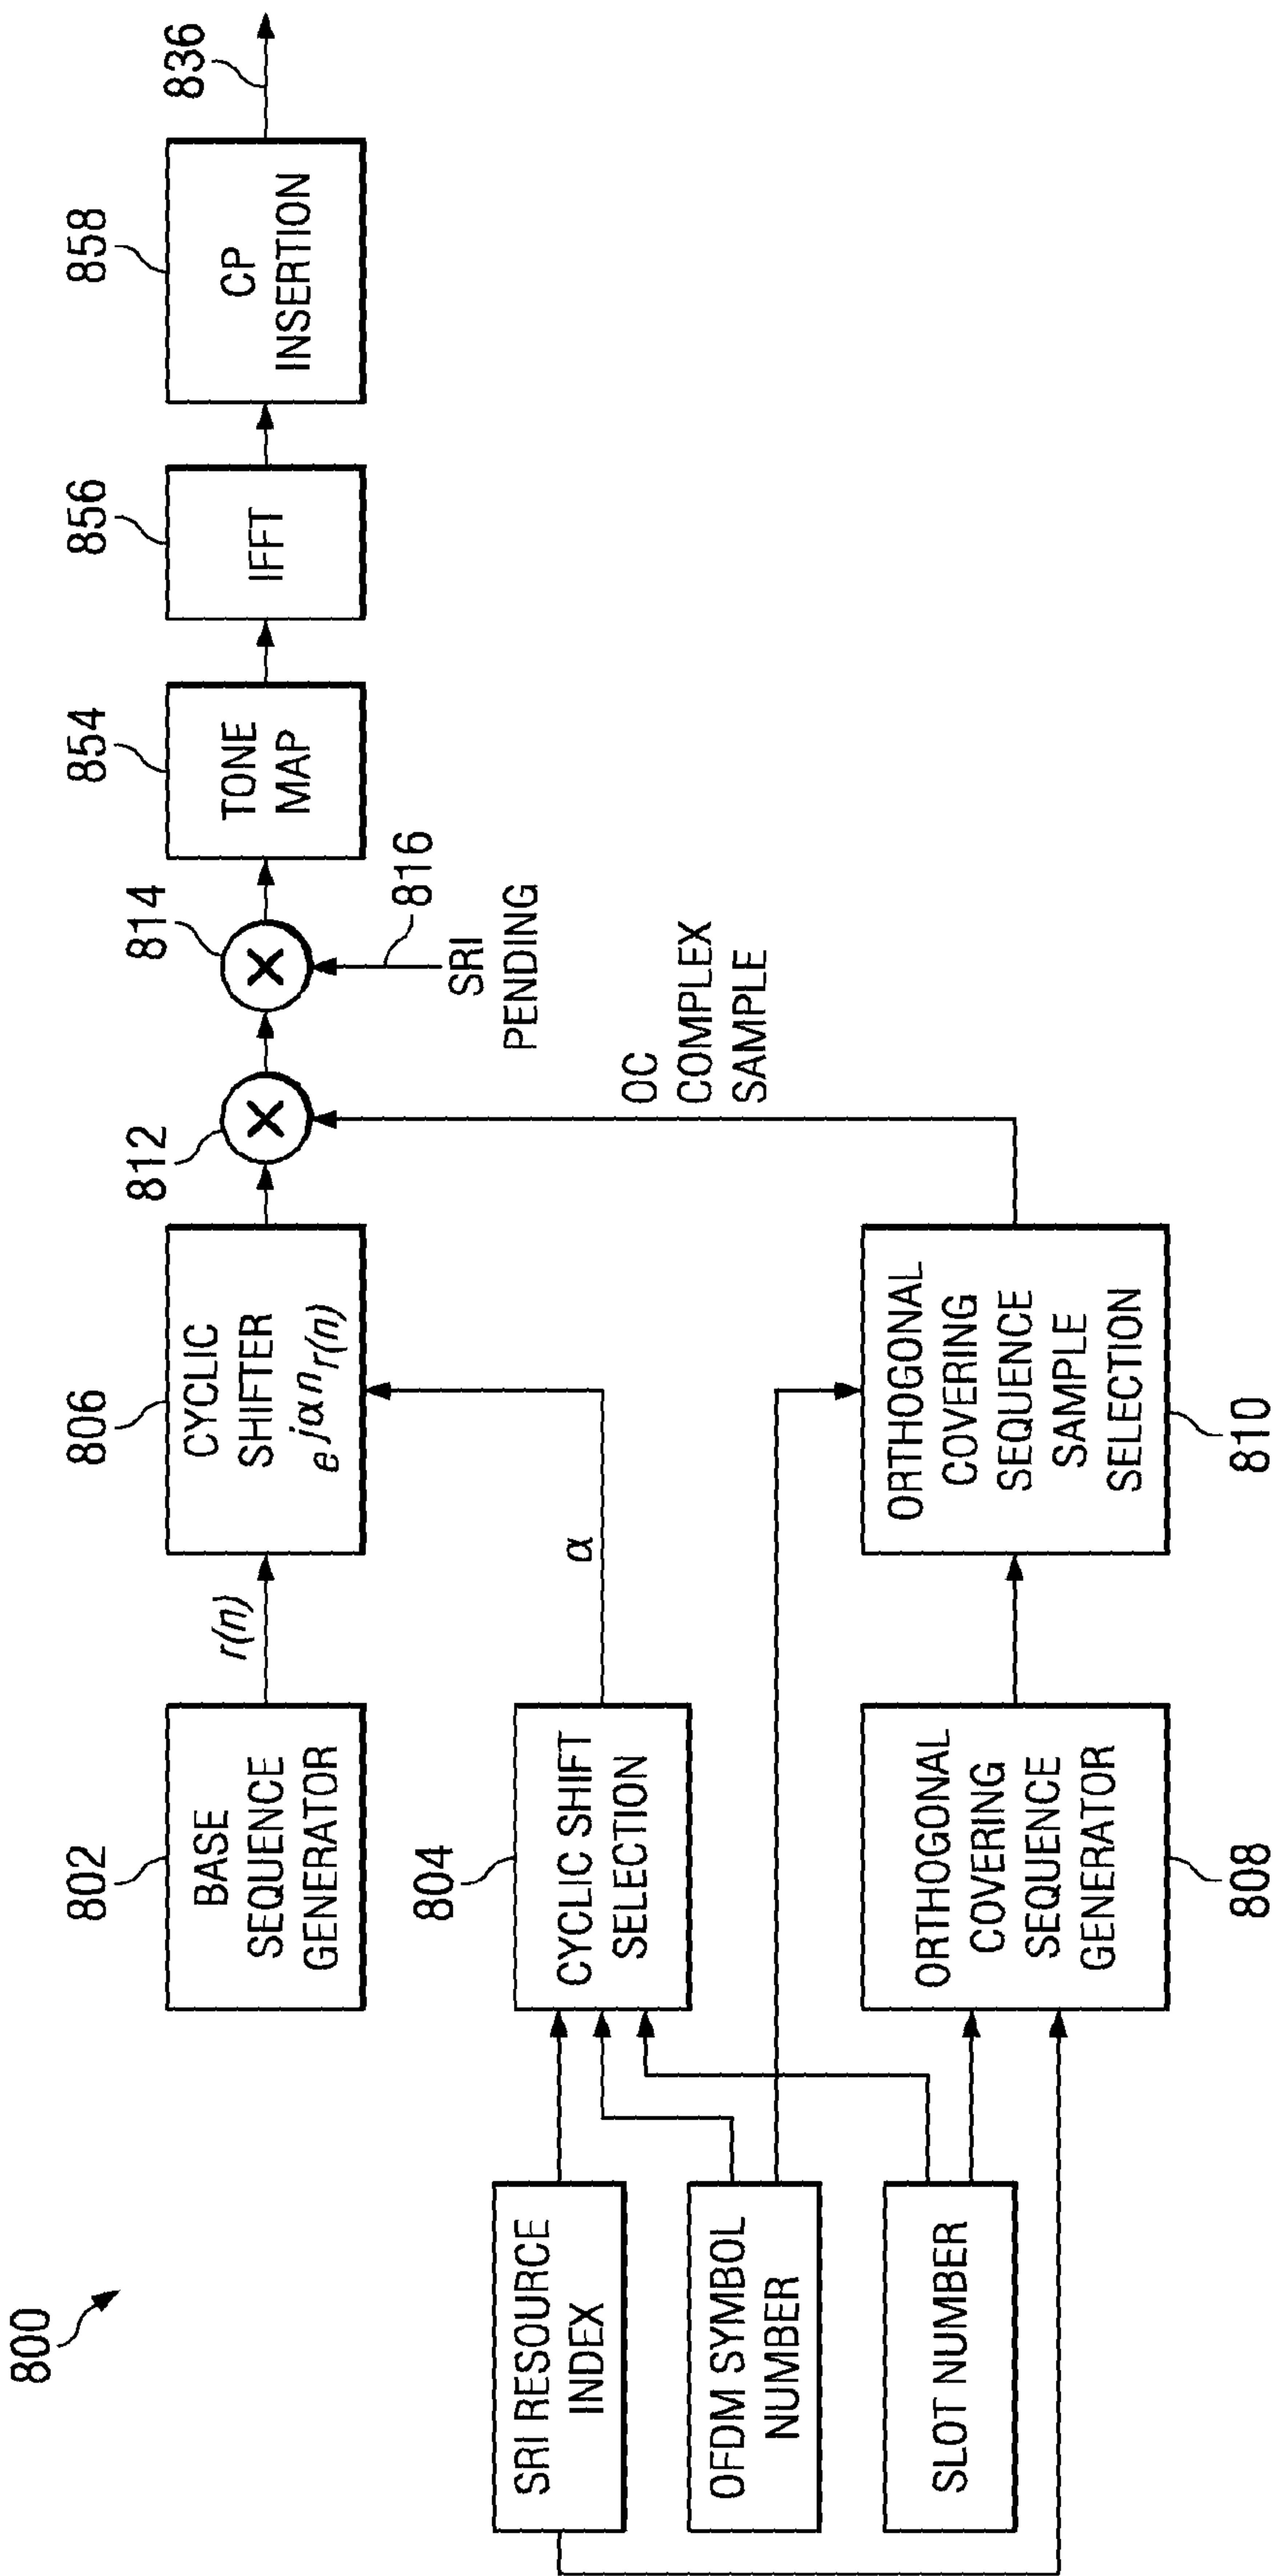 800
802
BASE
SEQUENCE
GENERATOR
r(n)
806
CYCLIC
SHIFTER
e^jαn r(n)
812
×
814
×
816
SRI
PENDING
854
TONE
MAP
856
IFFT
858
CP
INSERTION
836
SRI RESOURCE
INDEX
804
CYCLIC SHIFT
SELECTION
α
OC
COMPLEX
SAMPLE
OFDM SYMBOL
NUMBER
SLOT NUMBER
ORTHOGONAL
COVERING
SEQUENCE
GENERATOR
808
ORTHOGONAL
COVERING
SEQUENCE
SAMPLE
SELECTION
810